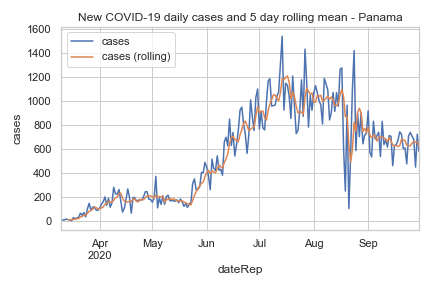 New COVID-19 daily cases and 5 day rolling mean - Panama
cases
cases (rolling)
1600
1400
1200
1000
800
600
400
200
0
cases
Apr
2020
May
Jun
Jul
Aug
Sep
dateRep